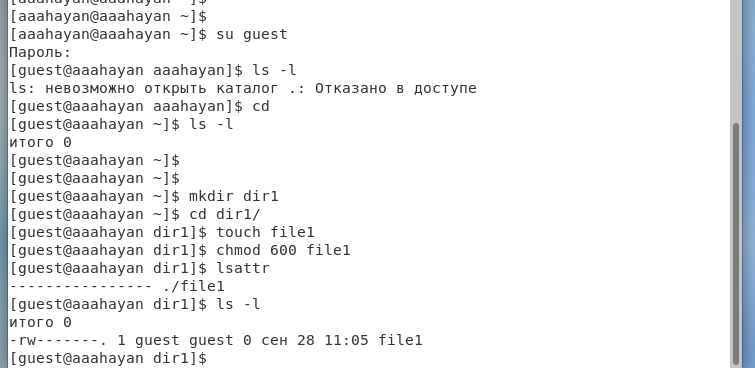 [aaahayan@aaahayan ~]$
[aaahayan@aaahayan ~]$
[aaahayan@aaahayan ~]$ su guest
Пароль:
[guest@aaahayan aaahayan]$ ls -l
ls: невозможно открыть каталог .: Отказано в доступе
[guest@aaahayan aaahayan]$ cd
[guest@aaahayan ~]$ ls -l
итого 0
[guest@aaahayan ~]$
[guest@aaahayan ~]$
[guest@aaahayan ~]$ mkdir dir1
[guest@aaahayan ~]$ cd dir1/
[guest@aaahayan dir1]$ touch file1
[guest@aaahayan dir1]$ chmod 600 file1
[guest@aaahayan dir1]$ lsattr
---------------- ./file1
[guest@aaahayan dir1]$ ls -l
итого 0
-rw-------. 1 guest guest 0 сен 28 11:05 file1
[guest@aaahayan dir1]$